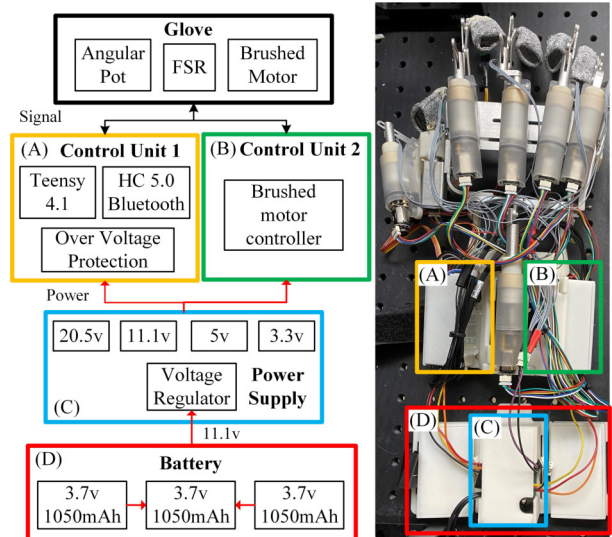 Glove
Angular
Pot
FSR
Brushed
Motor
Signal
(A) Control Unit 1
Teensy
4.1
HC 5.0
Bluetooth
Over Voltage
Protection
(B) Control Unit 2
Brushed
motor
controller
Power
20.5v
11.1v
5v
3.3v
Voltage
Regulator
Power
Supply
(C)
11.1v
(D)
Battery
3.7v
1050mAh
3.7v
1050mAh
3.7v
1050mAh
(A)
(B)
(D)
(C)